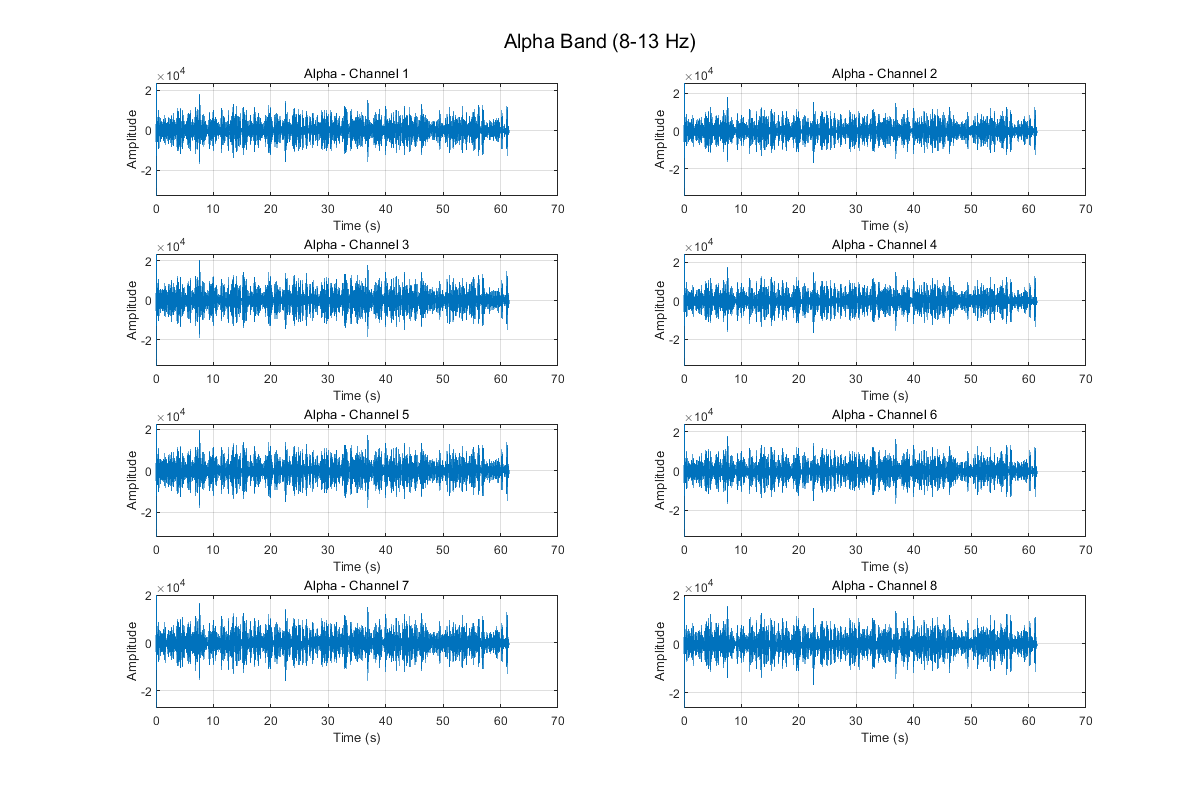 Alpha Band (8-13 Hz)
Alpha - Channel 1
×10^4
2
0
-2
Amplitude
0 10 20 30 40 50 60 70
Time (s)
Alpha - Channel 2
×10^4
2
0
-2
Amplitude
0 10 20 30 40 50 60 70
Time (s)
Alpha - Channel 3
×10^4
2
0
-2
Amplitude
0 10 20 30 40 50 60 70
Time (s)
Alpha - Channel 4
×10^4
2
0
-2
Amplitude
0 10 20 30 40 50 60 70
Time (s)
Alpha - Channel 5
×10^4
2
0
-2
Amplitude
0 10 20 30 40 50 60 70
Time (s)
Alpha - Channel 6
×10^4
2
0
-2
Amplitude
0 10 20 30 40 50 60 70
Time (s)
Alpha - Channel 7
×10^4
2
0
-2
Amplitude
0 10 20 30 40 50 60 70
Time (s)
Alpha - Channel 8
×10^4
2
0
-2
Amplitude
0 10 20 30 40 50 60 70
Time (s)